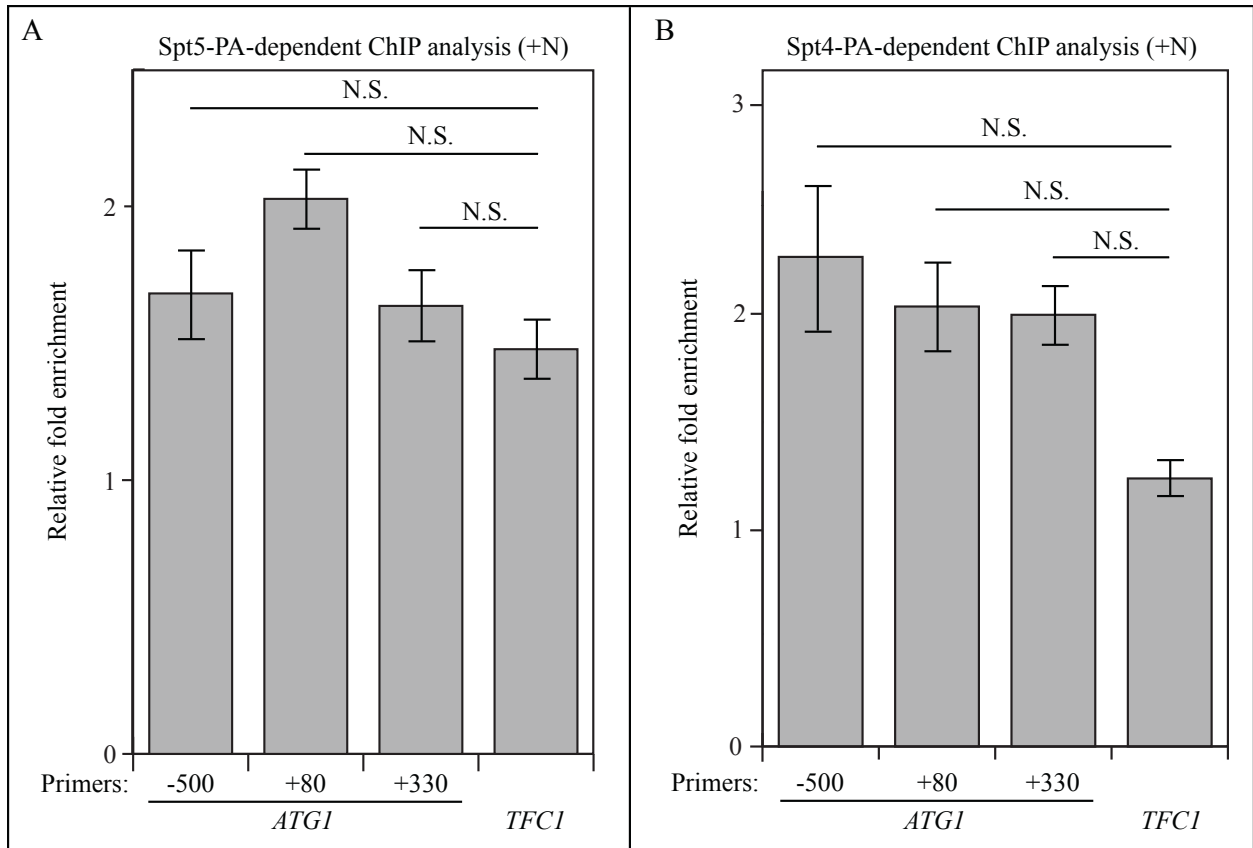 A
Spt5-PA-dependent ChIP analysis (+N)
N.S.
N.S.
N.S.
2
1
0
Relative fold enrichment
Primers: -500 +80 +330
ATG1 TFC1
B
Spt4-PA-dependent ChIP analysis (+N)
N.S.
N.S.
N.S.
3
2
1
0
Relative fold enrichment
-500 +80 +330
ATG1 TFC1